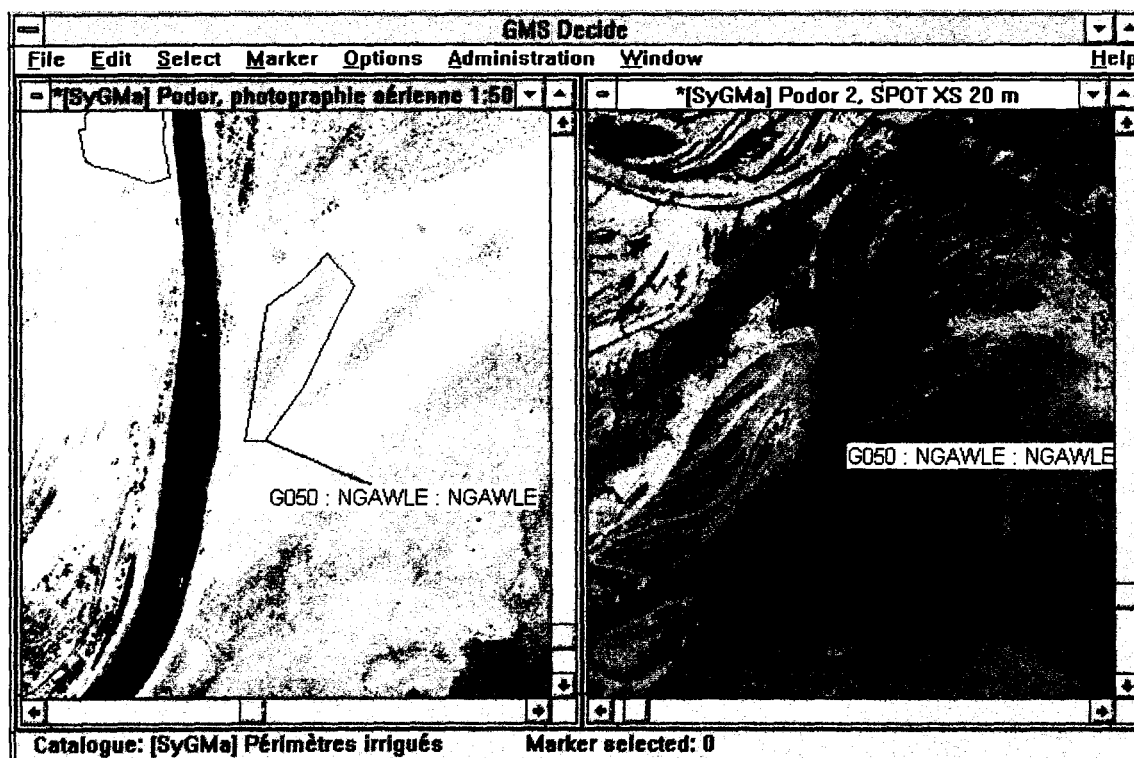 GMS Decide
File Edit Select Marker Options Administration Window Help
*[SyGMa] Podor, photographie aérienne 1:50
*[SyGMa] Podor 2, SPOT XS 20 m
G050 : NGAWLE : NGAWLE
G050 : NGAWLE : NGAWLE
Catalogue: [SyGMa] Périmètres irrigués Marker selected: 0